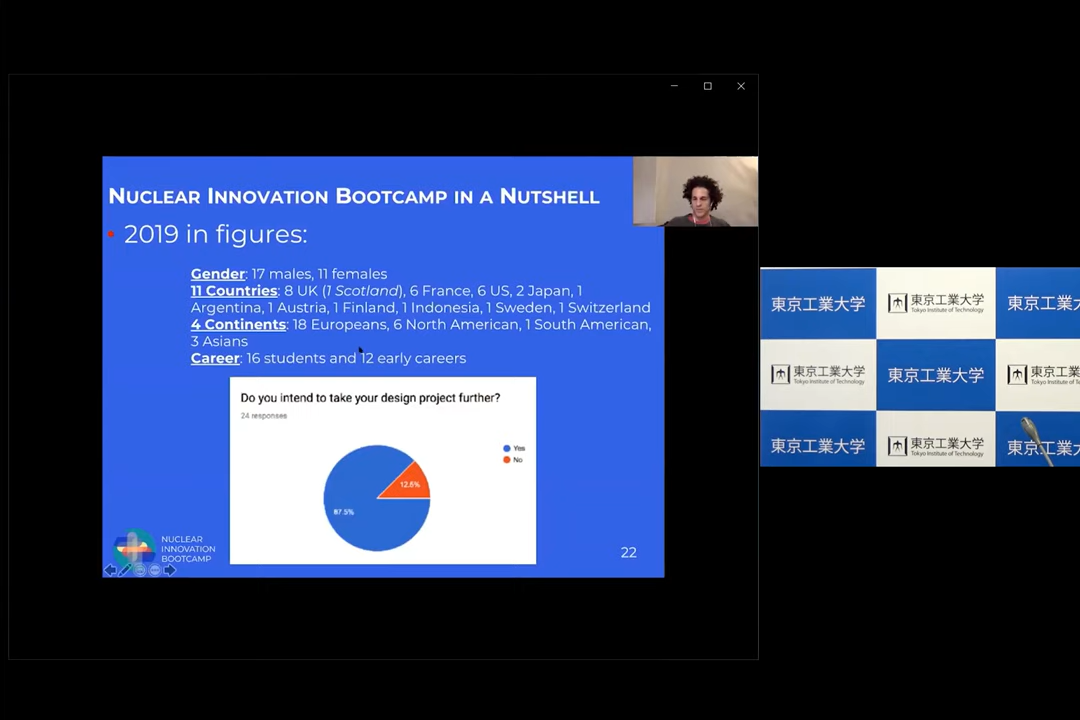 NUCLEAR INNOVATION BOOTCAMP IN A NUTSHELL
• 2019 in figures:
Gender: 17 males, 11 females
11 Countries: 8 UK (1 Scotland), 6 France, 6 US, 2 Japan, 1
Argentina, 1 Austria, 1 Finland, 1 Indonesia, 1 Sweden, 1 Switzerland
4 Continents: 18 Europeans, 6 North American, 1 South American,
3 Asians
Career: 16 students and 12 early careers
Do you intend to take your design project further?
24 responses
Yes
No
12.5%
87.5%
NUCLEAR
INNOVATION
BOOTCAMP
22
東京工業大学
東京工業大学
Tokyo Institute of Technology
東京工業大
東京工業大学
Tokyo Institute of Technology
東京工業大学
東京工業
東京工業大学
東京工業大学
Tokyo Institute of Technology
東京工業大